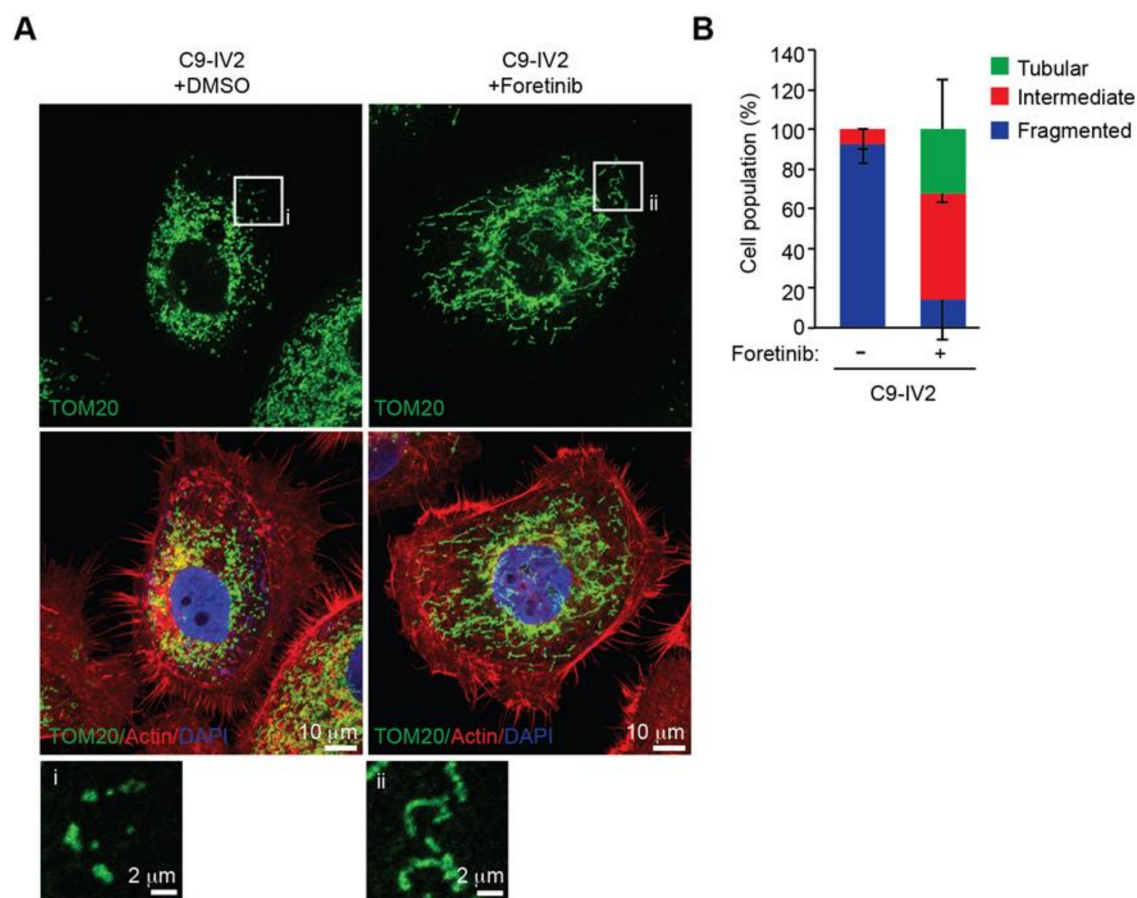 A
C9-IV2
+DMSO
C9-IV2
+Foretinib
i
TOM20
ii
TOM20
TOM20/Actin/DAPI
10 μm
TOM20/Actin/DAPI
10 μm
i
2 μm
ii
2 μm
B
Cell population (%)
140
120
100
80
60
40
20
0
Tubular
Intermediate
Fragmented
Foretinib: - +
C9-IV2